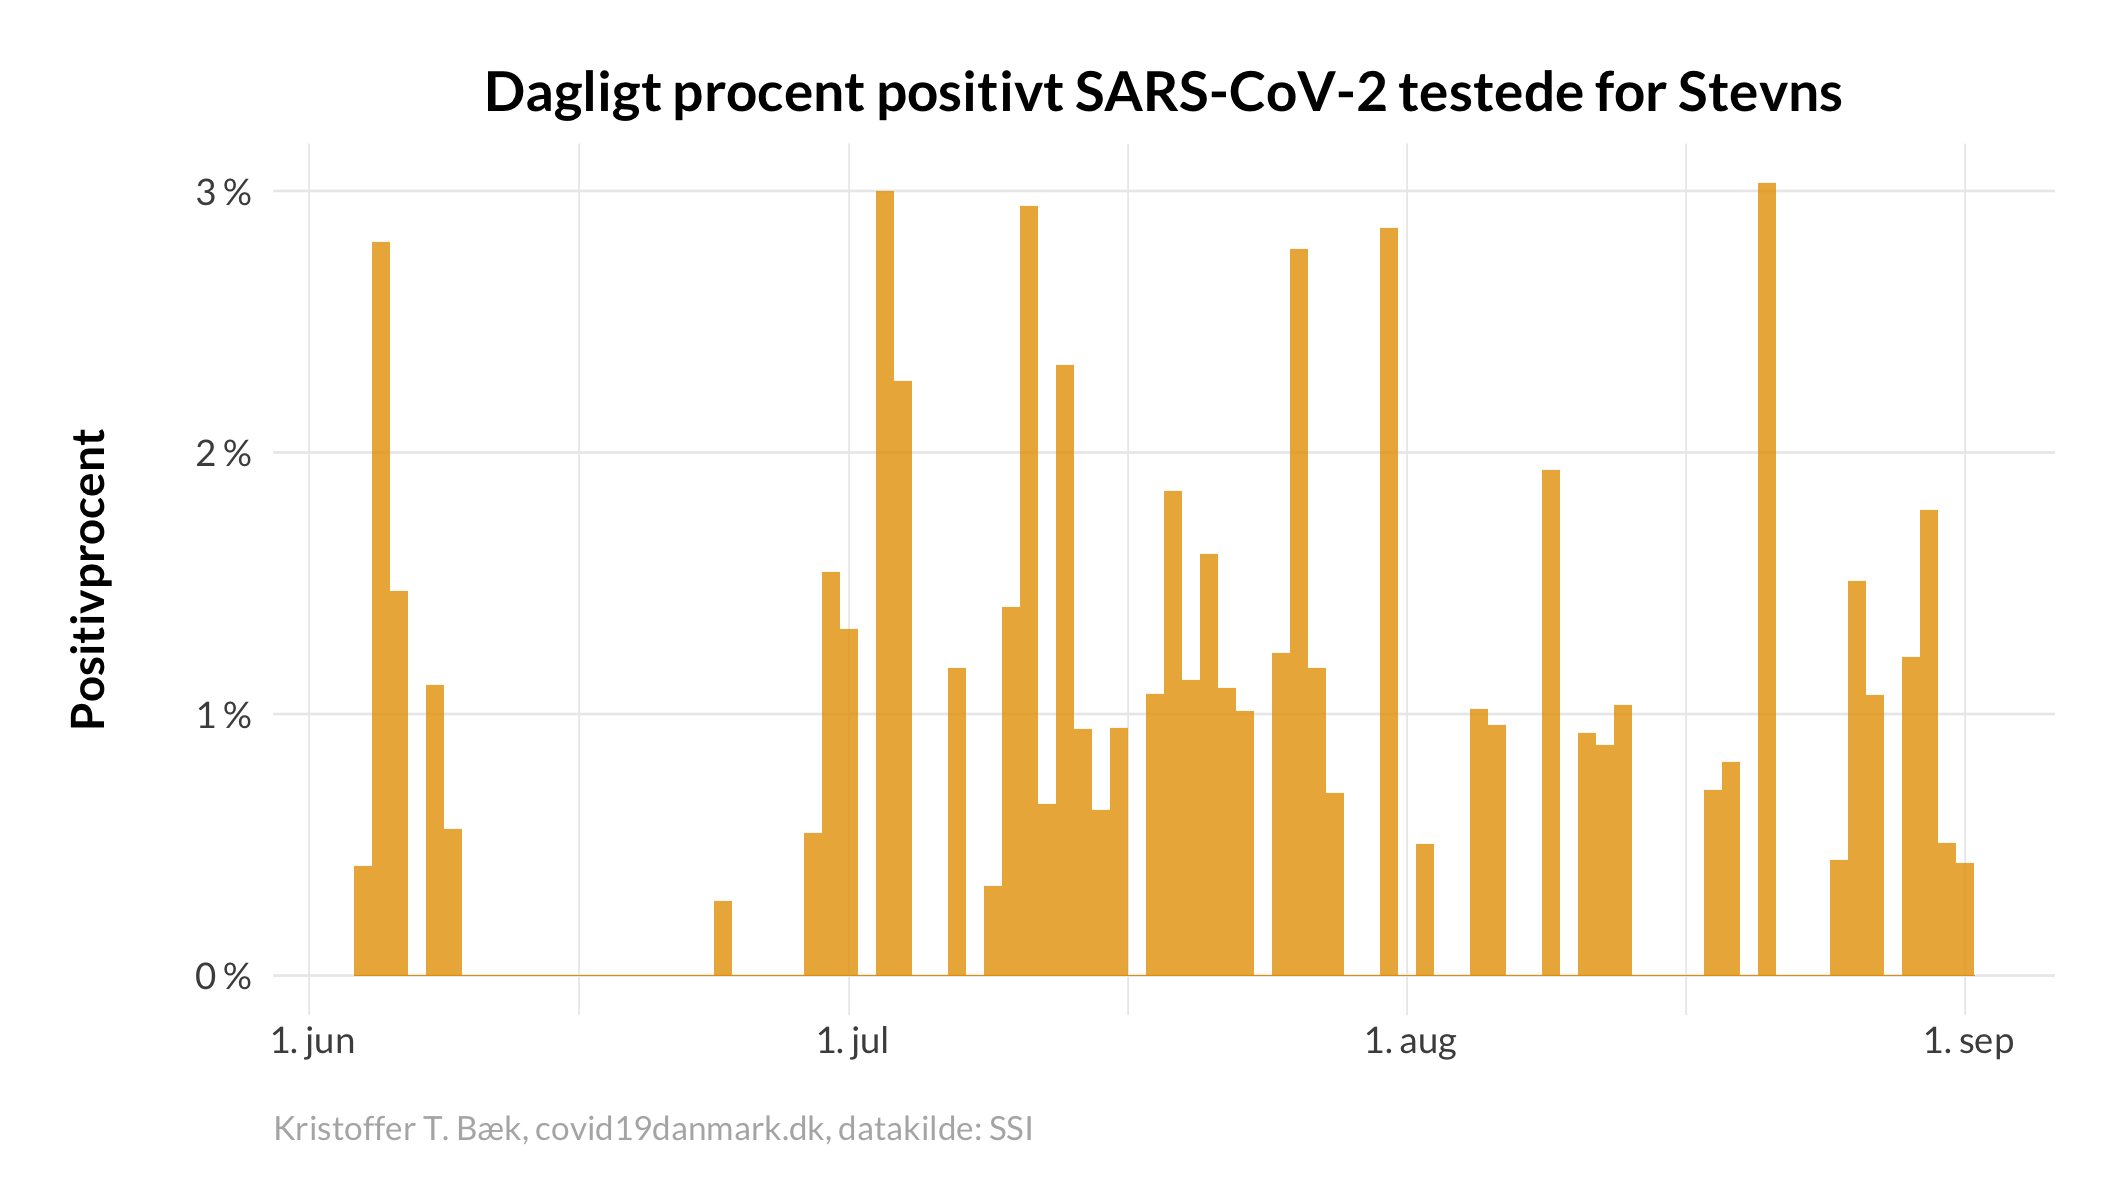 Dagligt procent positivt SARS-CoV-2 testede for Stevns
Positivprocent
3 %
2 %
1 %
0 %
1. jun
1. jul
1. aug
1. sep
Kristoffer T. Bæk, covid19danmark.dk, datakilde: SSI